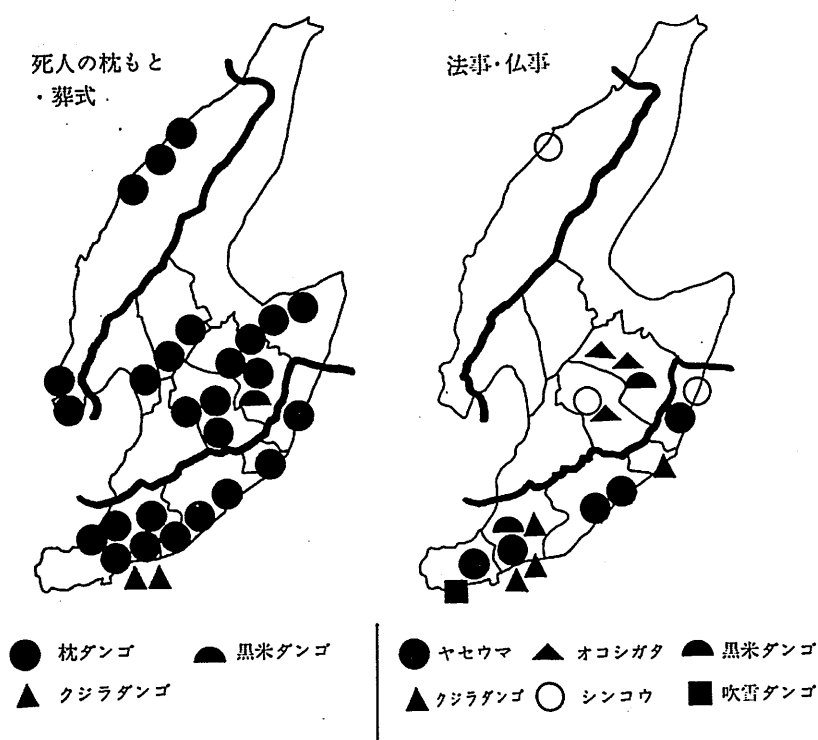 死人の枕もと
・葬式
法事・仏事
枕ダンゴ
黒米ダンゴ
クジラダンゴ
ヤセウマ
オコシガタ
黒米ダンゴ
クジラダンゴ
シンコウ
吹雪ダンゴ